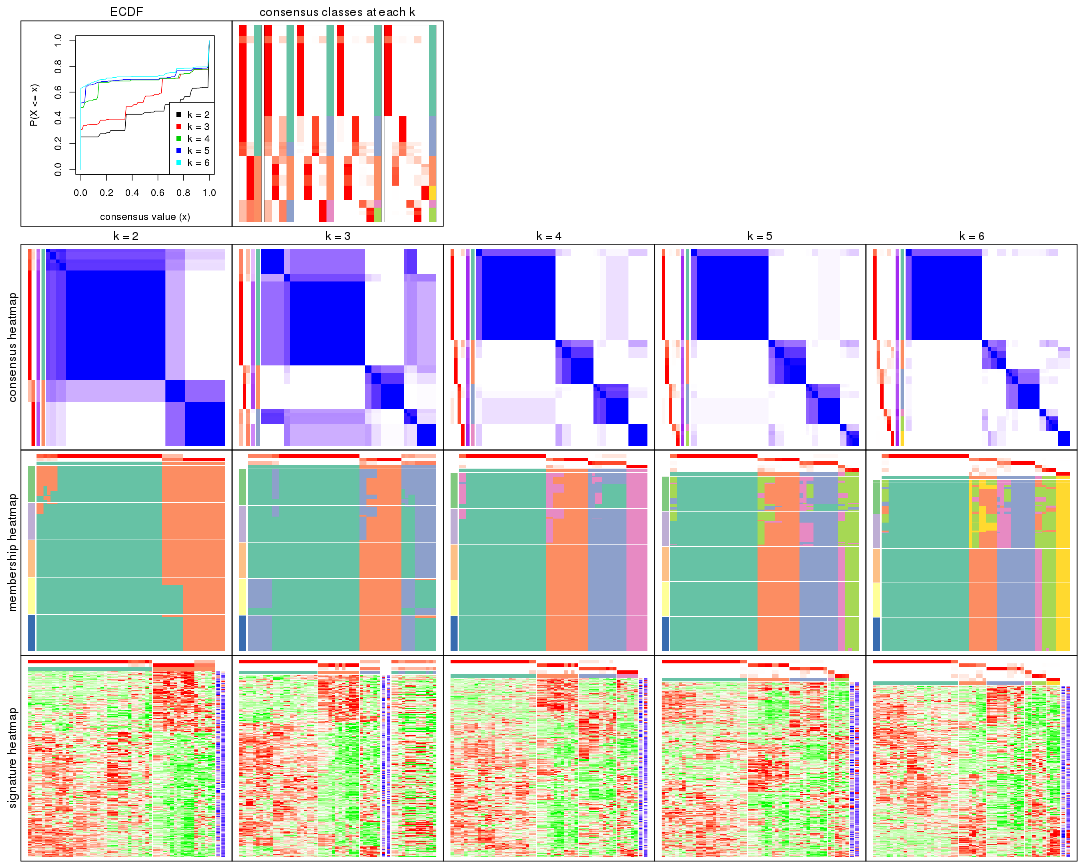 ECDF
consensus classes at each k
P(X <= x)
0.0
0.2
0.4
0.6
0.8
1.0
k = 2
k = 3
k = 4
k = 5
k = 6
0.0 0.2 0.4 0.6 0.8 1.0
consensus value (x)
k = 2
k = 3
k = 4
k = 5
k = 6
consensus heatmap
membership heatmap
signature heatmap